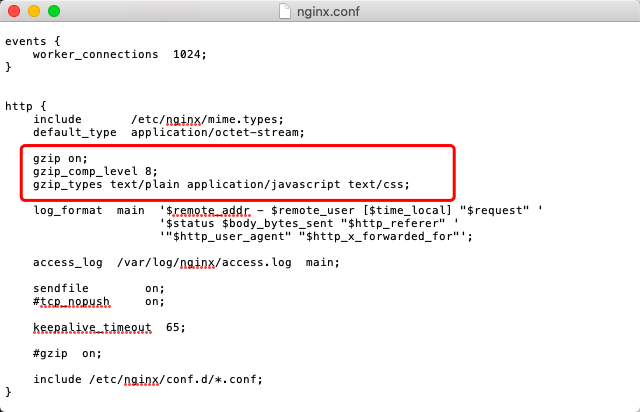 nginx.conf
events {
    worker_connections  1024;
}
http {
    include       /etc/nginx/mime.types;
    default_type  application/octet-stream;
    gzip on;
    gzip_comp_level 8;
    gzip_types text/plain application/javascript text/css;
    log_format  main  '$remote_addr - $remote_user [$time_local] "$request" '
                      '$status $body_bytes_sent "$http_referer" '
                      '"$http_user_agent" "$http_x_forwarded_for"';
    access_log  /var/log/nginx/access.log  main;
    sendfile        on;
    #tcp_nopush     on;
    keepalive_timeout  65;
    #gzip  on;
    include /etc/nginx/conf.d/*.conf;
}